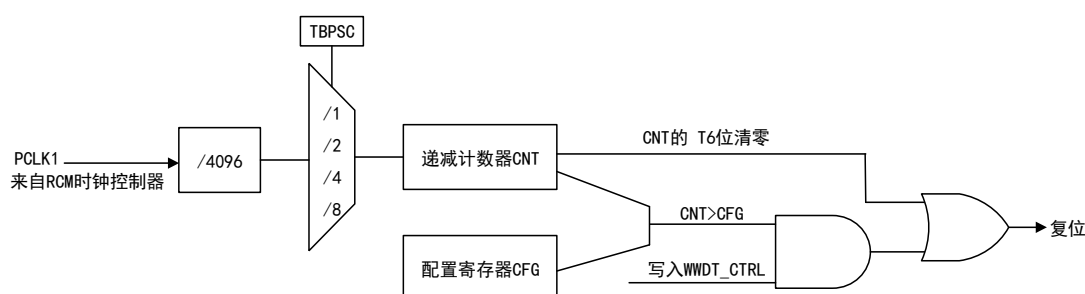 TBPSC
/1
/2
/4
/8
PCLK1
来自RCM时钟控制器
/4096
递减计数器CNT
CNT的 T6位清零
CNT>CFG
配置寄存器CFG
写入WWDT_CTRL
复位